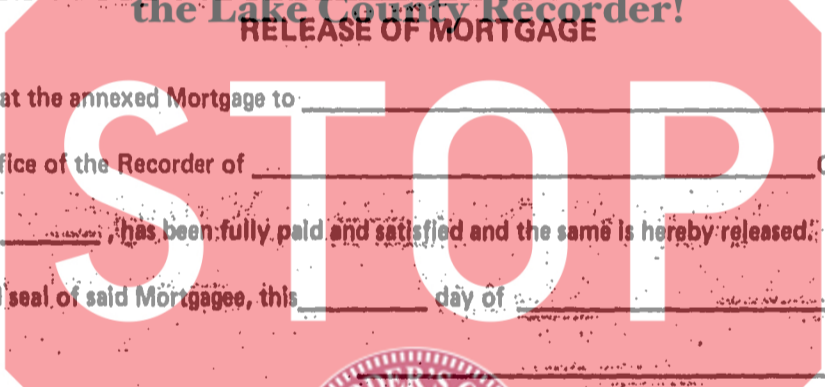 the Lake County Recorder!
RELEASE OF MORTGAGE
STOP
at the annexed Mortgage to
fice of the Recorder of
, has been fully paid and satisfied and the same is hereby released.
seal of said Mortgagee, this day of
DER'S